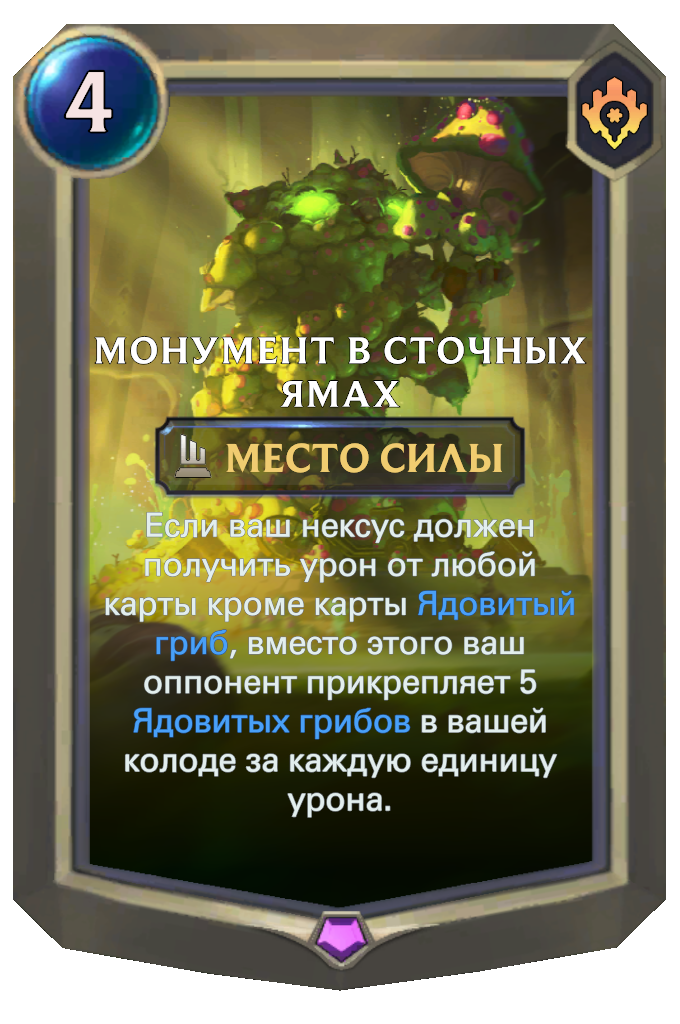 4
МОНУМЕНТ В СТОЧНЫХ
ЯМАХ
МЕСТО СИЛЫ
Если ваш нексус должен
получить урон от любой
карты кроме карты Ядовитый
гриб, вместо этого ваш
оппонент прикрепляет 5
Ядовитых грибов в вашей
колоде за каждую единицу
урона.